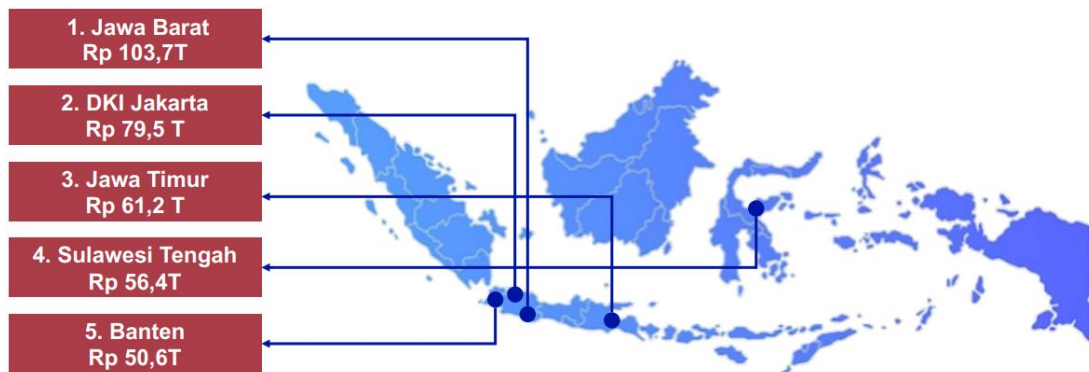 1. Jawa Barat
Rp 103,7T
2. DKI Jakarta
Rp 79,5 T
3. Jawa Timur
Rp 61,2 T
4. Sulawesi Tengah
Rp 56,4T
5. Banten
Rp 50,6T